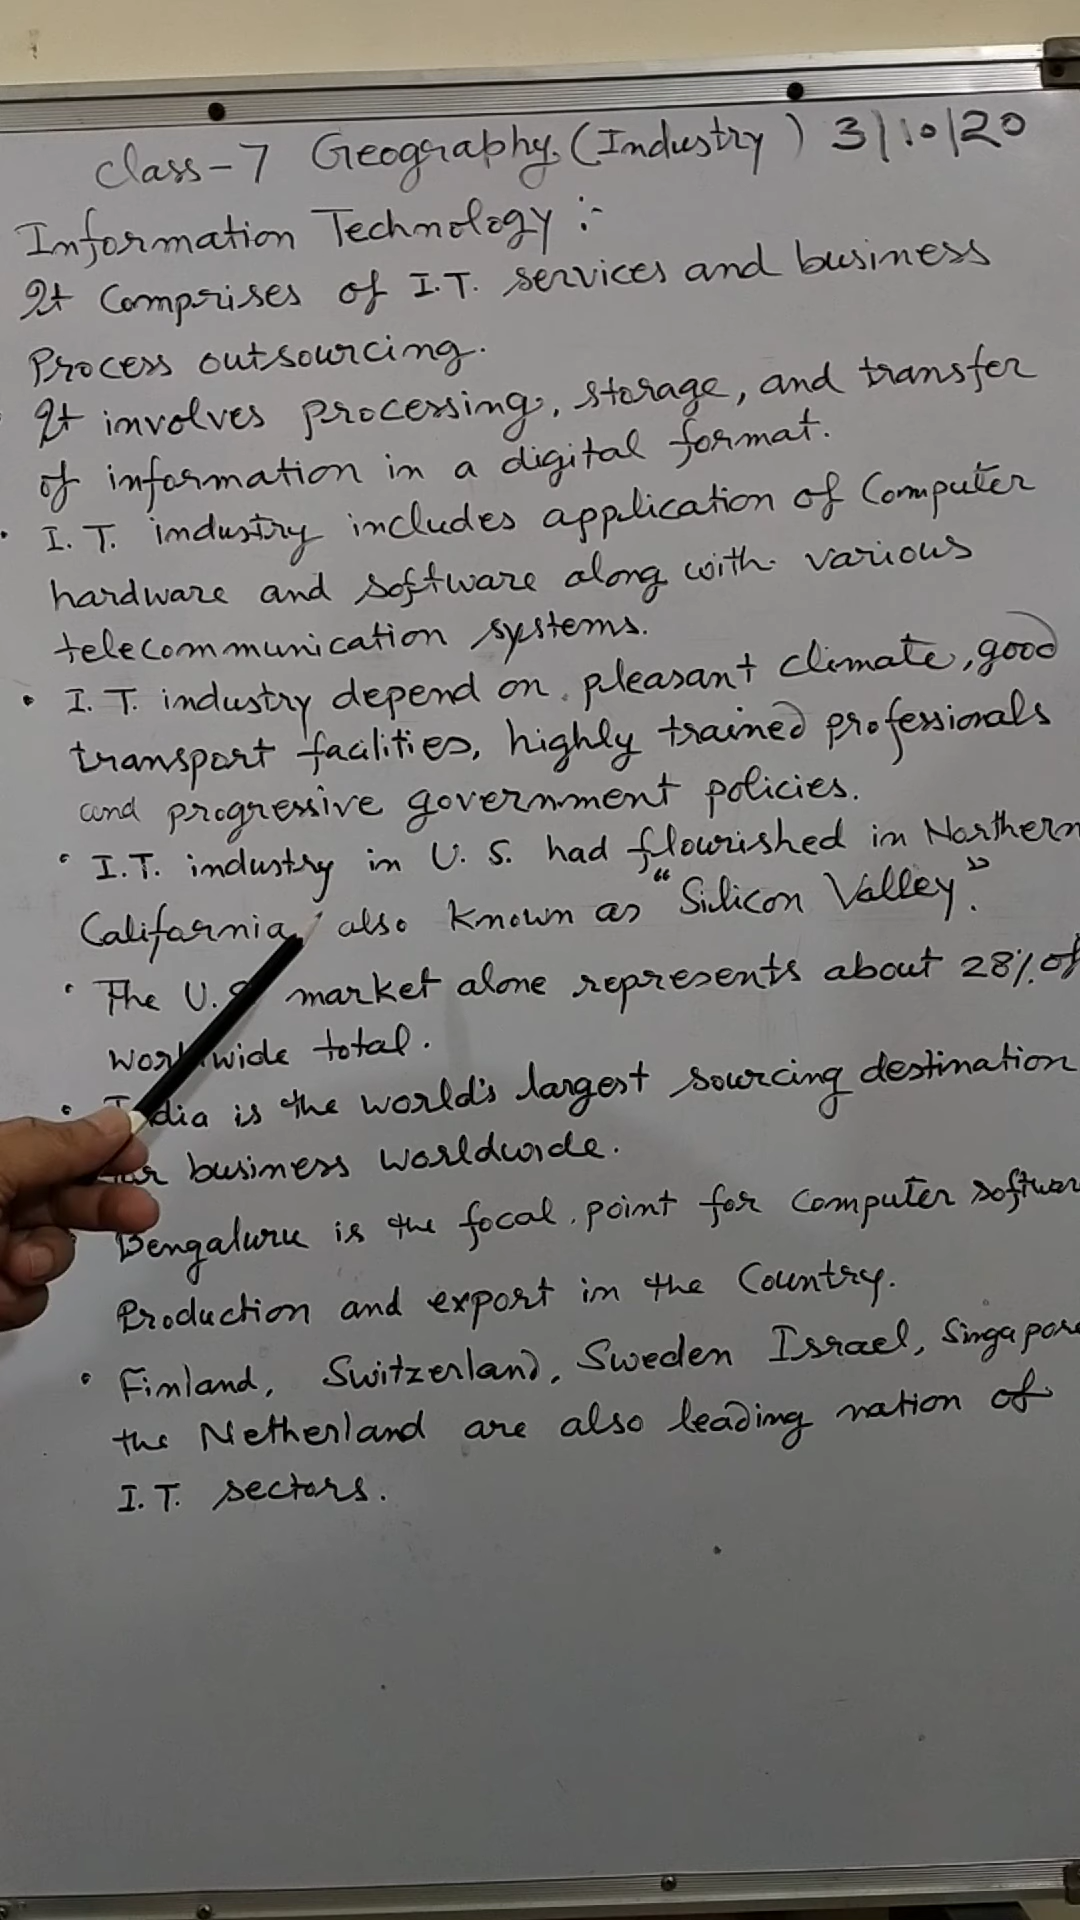 Class-7 Geography (Industry) 3/10/20
Information Technology :-
It Comprises of I.T. services and business
Process outsourcing.
It involves processing, storage, and transfer
of information in a digital format.
• I.T. industry includes application of Computer
hardware and software along with various
telecommunication systems.
• I.T. industry depend on pleasant climate, good
transport facilities, highly trained professionals
and progressive government policies.
• I.T. industry in U.S. had flourished in Northern
California, also known as "Silicon Valley".
• The U.S market alone represents about 28% of
worldwide total.
• India is the world's largest sourcing destination
for business worldwide.
Bengaluru is the focal point for Computer softwar
Production and export in the Country.
• Finland, Switzerland, Sweden Israel, Singapore
the Netherland are also leading nation of
I.T. sectors.